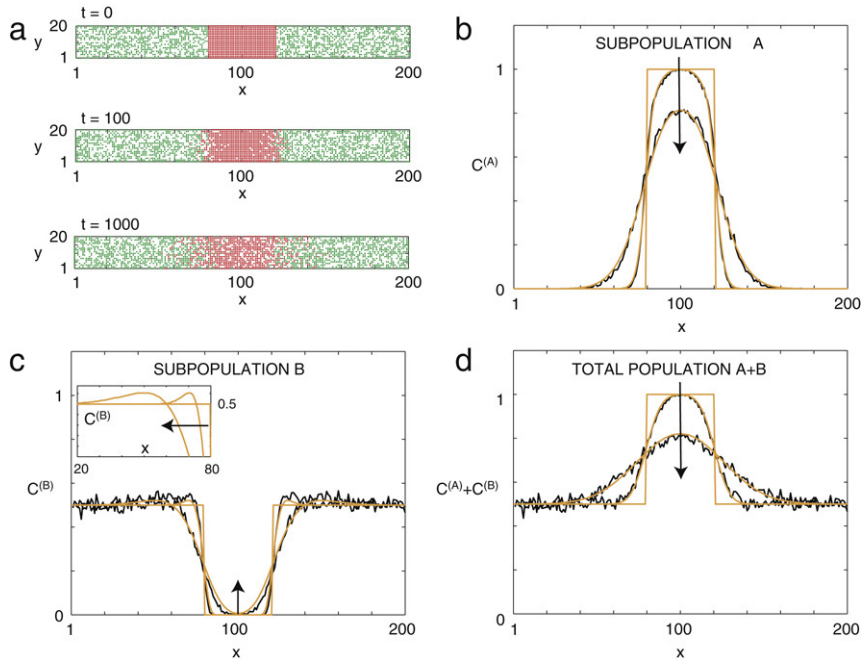 a
t = 0
20
y
1
1 100 200
x
t = 100
20
y
1
1 100 200
x
t = 1000
20
y
1
1 100 200
x
b
SUBPOPULATION A
1
C(A)
0
1 100 200
x
c
SUBPOPULATION B
1
C(B)
0.5
x
20 80
C(B)
0
1 100 200
x
d
TOTAL POPULATION A+B
1
C(A)+C(B)
0
1 100 200
x